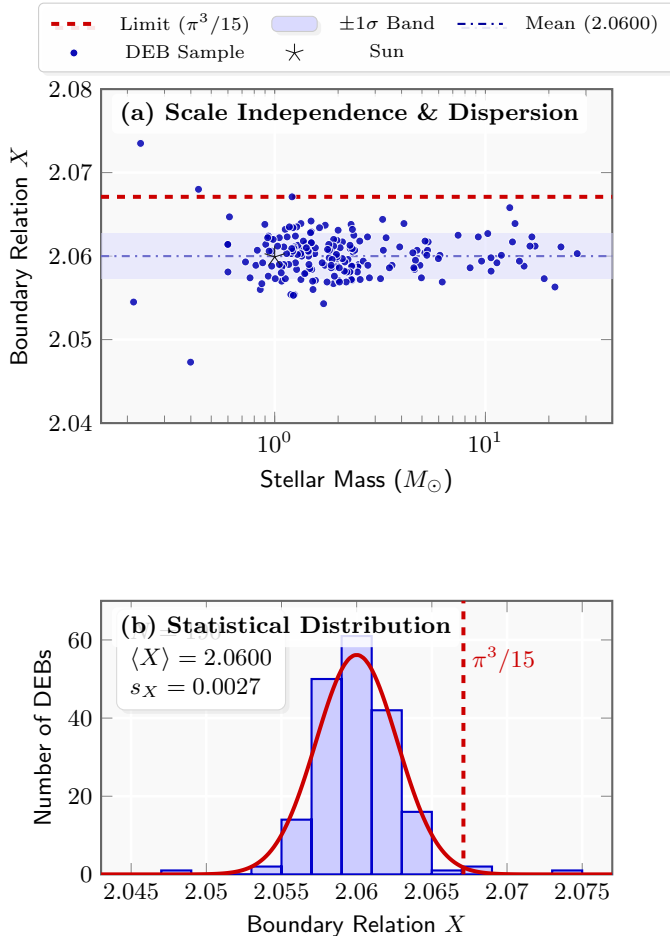 Limit (π³/15) ±1σ Band Mean (2.0600)
DEB Sample Sun
(a) Scale Independence & Dispersion
2.08
2.07
2.06
2.05
2.04
Boundary Relation X
10⁰ 10¹
Stellar Mass (M⊙)
(b) Statistical Distribution
⟨X⟩ = 2.0600
s_X = 0.0027
π³/15
60
40
20
0
Number of DEBs
2.045 2.05 2.055 2.06 2.065 2.07 2.075
Boundary Relation X